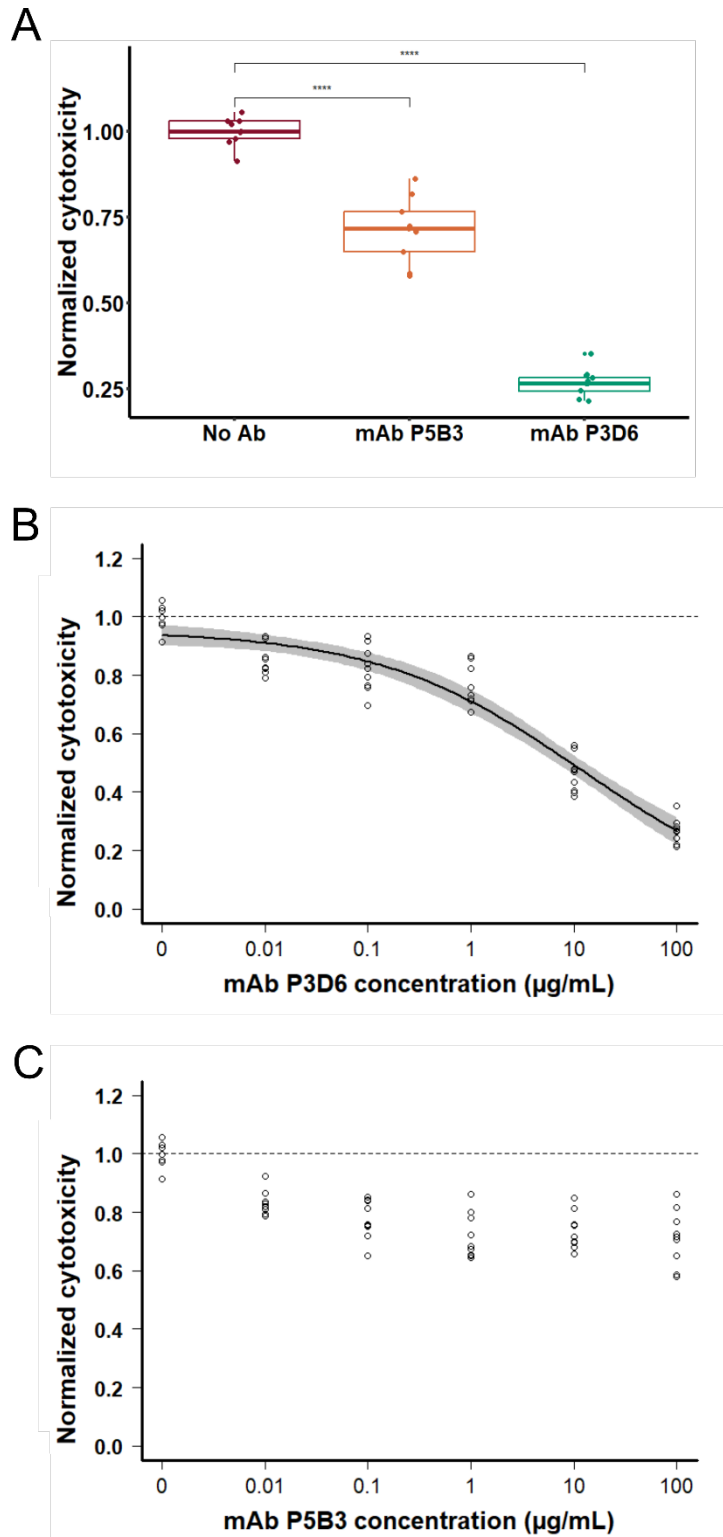 A
Normalized cytotoxicity
1.00
0.75
0.50
0.25
****
****
No Ab mAb P5B3 mAb P3D6
B
Normalized cytotoxicity
1.2
1.0
0.8
0.6
0.4
0.2
0.0
0 0.01 0.1 1 10 100
mAb P3D6 concentration (µg/mL)
C
Normalized cytotoxicity
1.2
1.0
0.8
0.6
0.4
0.2
0.0
0 0.01 0.1 1 10 100
mAb P5B3 concentration (µg/mL)